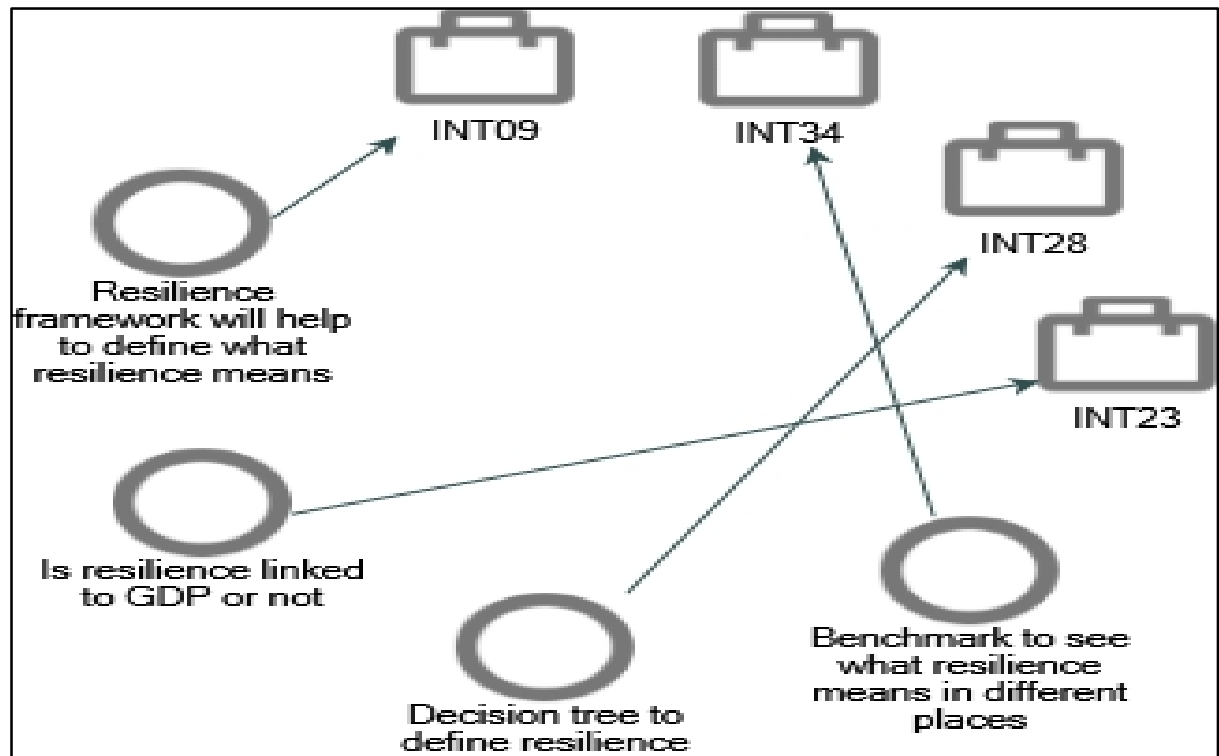 INT09
INT34
INT28
Resilience
framework will help
to define what
resilience means
INT23
Is resilience linked
to GDP or not
Benchmark to see
what resilience
means in different
places
Decision tree to
define resilience